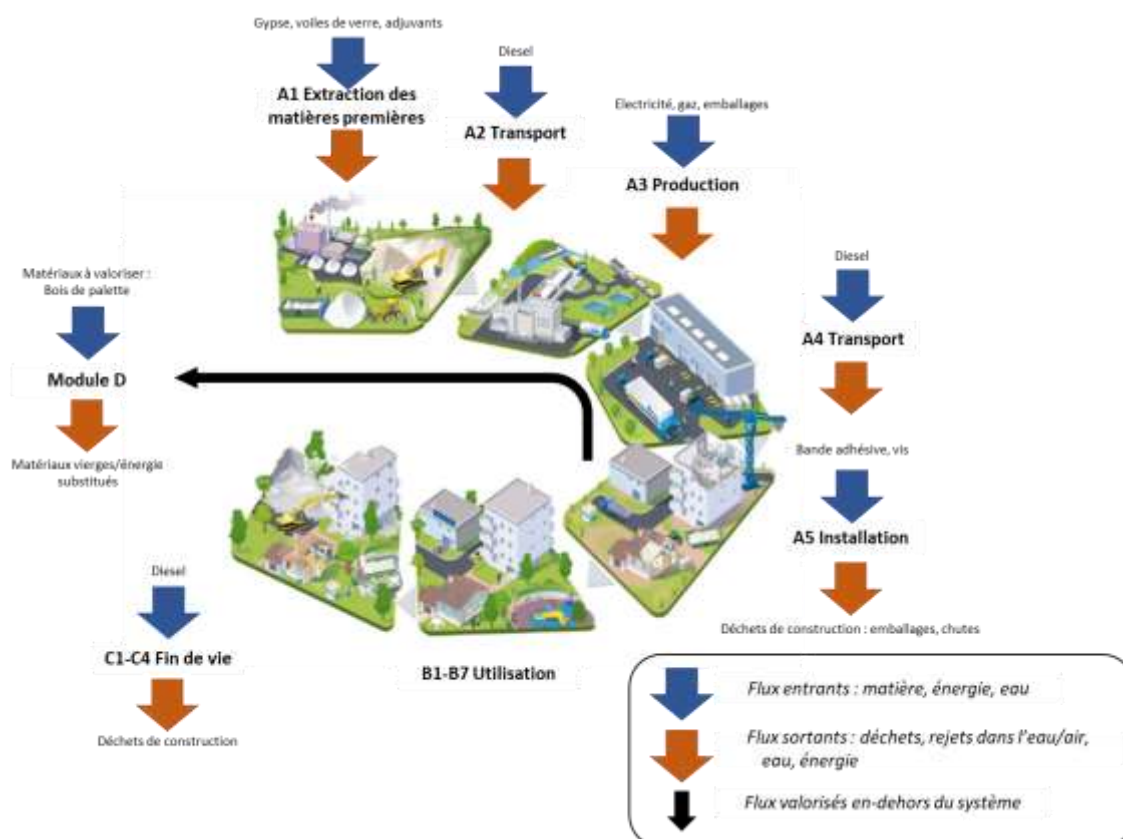 Gypse, voiles de verre, adjuvants
A1 Extraction des
matières premières
Diesel
A2 Transport
Electricité, gaz, emballages
A3 Production
Diesel
A4 Transport
Bande adhésive, vis
A5 Installation
Déchets de construction : emballages, chutes
B1-B7 Utilisation
Diesel
C1-C4 Fin de vie
Déchets de construction
Matériaux à valoriser :
Bois de palette
Module D
Matériaux vierges/énergie
substitués
Flux entrants : matière, énergie, eau
Flux sortants : déchets, rejets dans l'eau/air,
eau, énergie
Flux valorisés en-dehors du système